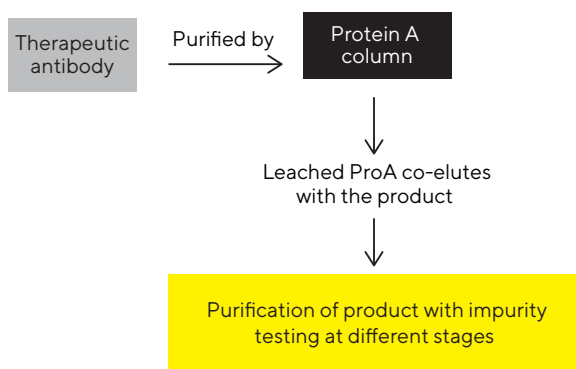 Therapeutic
antibody
Purified by
Protein A
column
Leached ProA co-elutes
with the product
Purification of product with impurity
testing at different stages